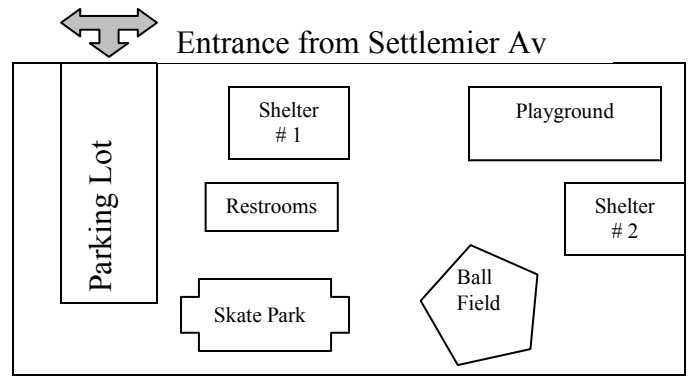 Entrance from Settlemier Av
Parking Lot
Shelter
# 1
Playground
Restrooms
Shelter
# 2
Ball
Field
Skate Park